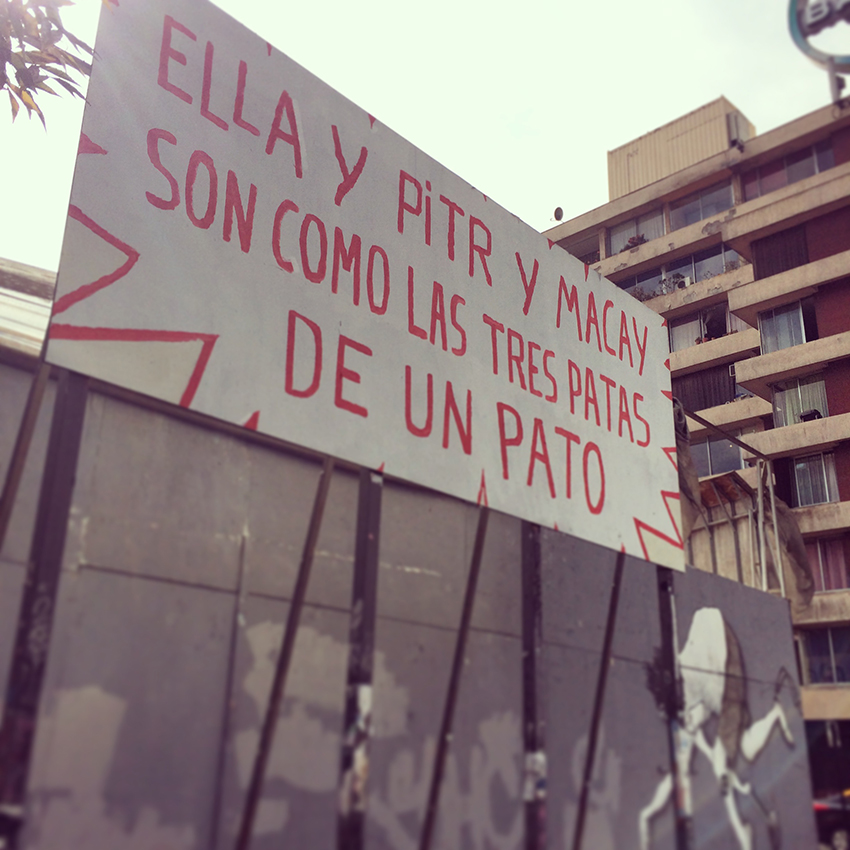 ELLA Y PiTR Y MACAY
SON COMO LAS TRES PATAS
DE UN PATO